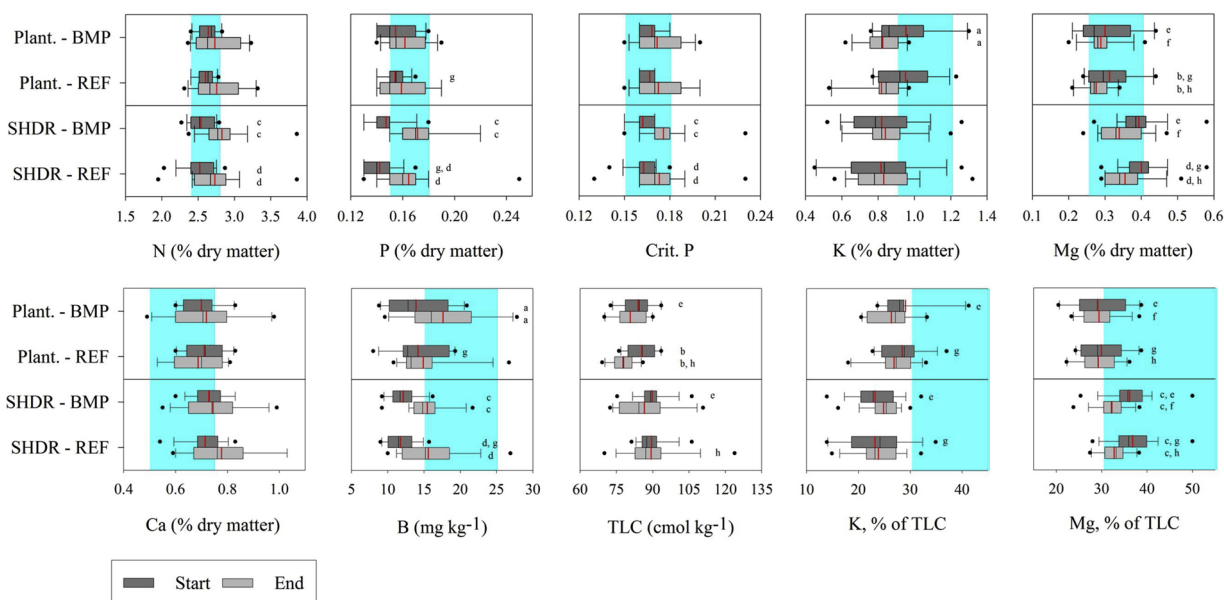 Plant. - BMP
Plant. - REF
SHDR - BMP
SHDR - REF
c
c
d
d
1.5 2.0 2.5 3.0 3.5 4.0
N (% dry matter)
g
c
c
g, d
d
0.12 0.16 0.20 0.24
P (% dry matter)
c
c
d
d
0.12 0.15 0.18 0.21 0.24
Crit. P
a
a
0.4 0.6 0.8 1.0 1.2 1.4
K (% dry matter)
e
f
b, g
b, h
e
f
d, g
d, h
0.0 0.2 0.4 0.6 0.8
Mg (% dry matter)
Plant. - BMP
Plant. - REF
SHDR - BMP
SHDR - REF
0.4 0.6 0.8 1.0
Ca (% dry matter)
a
a
g
c
c
d, g
d
5 10 15 20 25 30
B (mg kg-1)
e
b
b, h
e
h
60 75 90 105 120 135
TLC (cmol kg-1)
e
g
e
g
10 20 30 40
K, % of TLC
e
f
g
h
c, e
c, f
c, g
c, h
20 30 40 50
Mg, % of TLC
Start End